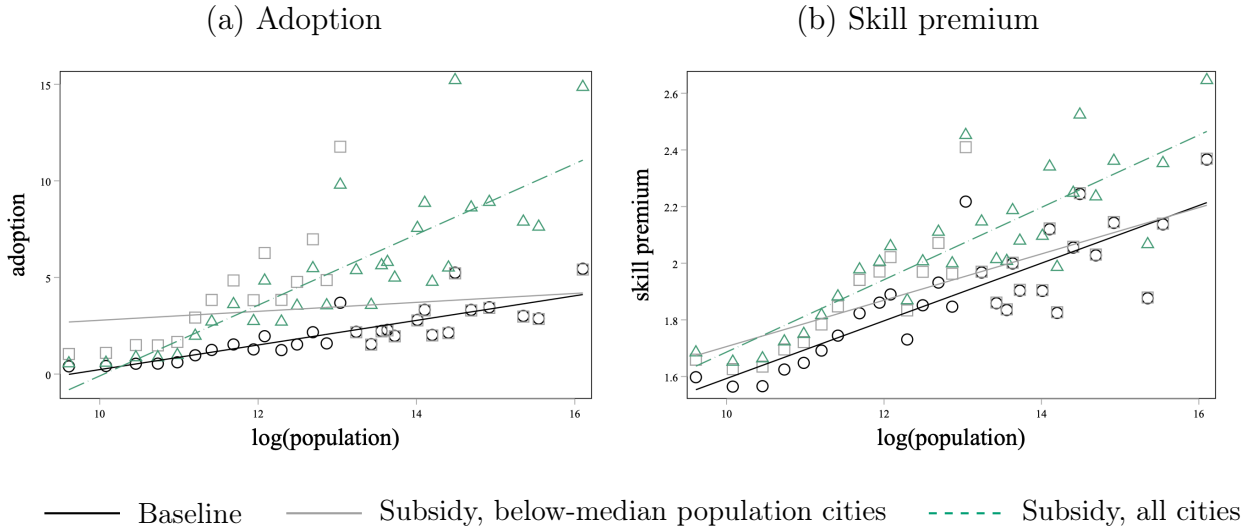 (a) Adoption
(b) Skill premium
15
10
5
0
adoption
10
12
14
16
log(population)
2.6
2.4
2.2
2
1.8
1.6
skill premium
10
12
14
16
log(population)
Baseline
Subsidy, below-median population cities
Subsidy, all cities